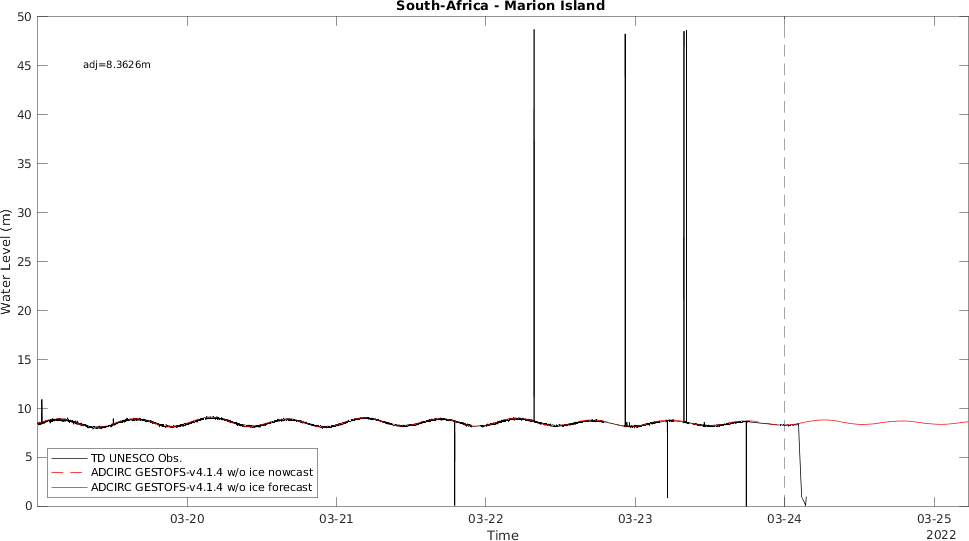 South-Africa - Marion Island
adj=8.3626m
50
45
40
35
30
25
20
15
10
5
0
Water Level (m)
TD UNESCO Obs.
ADCIRC GESTOFS-v4.1.4 w/o ice nowcast
ADCIRC GESTOFS-v4.1.4 w/o ice forecast
03-20
03-21
03-22
03-23
03-24
03-25
Time
2022